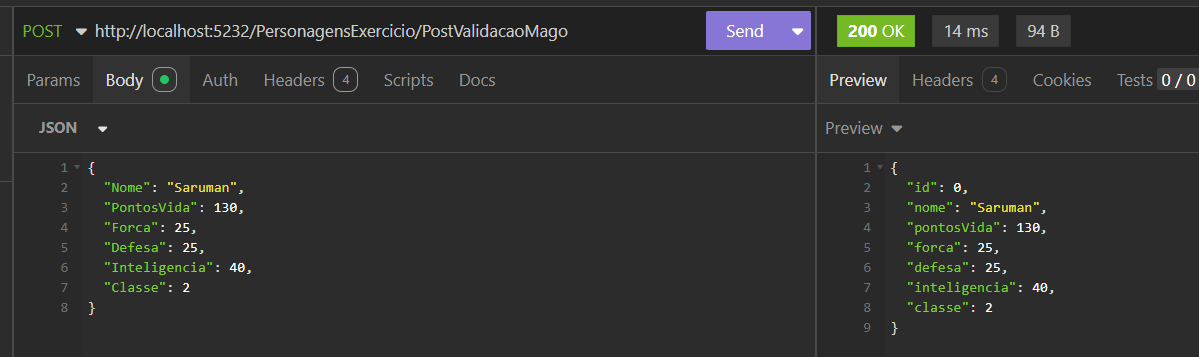 POST http://localhost:5232/PersonagensExercicio/PostValidacaoMago Send 200 OK 14 ms 94 B
Params Body Auth Headers 4 Scripts Docs Preview Headers 4 Cookies Tests 0 / 0
JSON
1 {
2 "Nome": "Saruman",
3 "PontosVida": 130,
4 "Forca": 25,
5 "Defesa": 25,
6 "Inteligencia": 40,
7 "Classe": 2
8 }
Preview
1 {
2 "id": 0,
3 "nome": "Saruman",
4 "pontosVida": 130,
5 "forca": 25,
6 "defesa": 25,
7 "inteligencia": 40,
8 "classe": 2
9 }